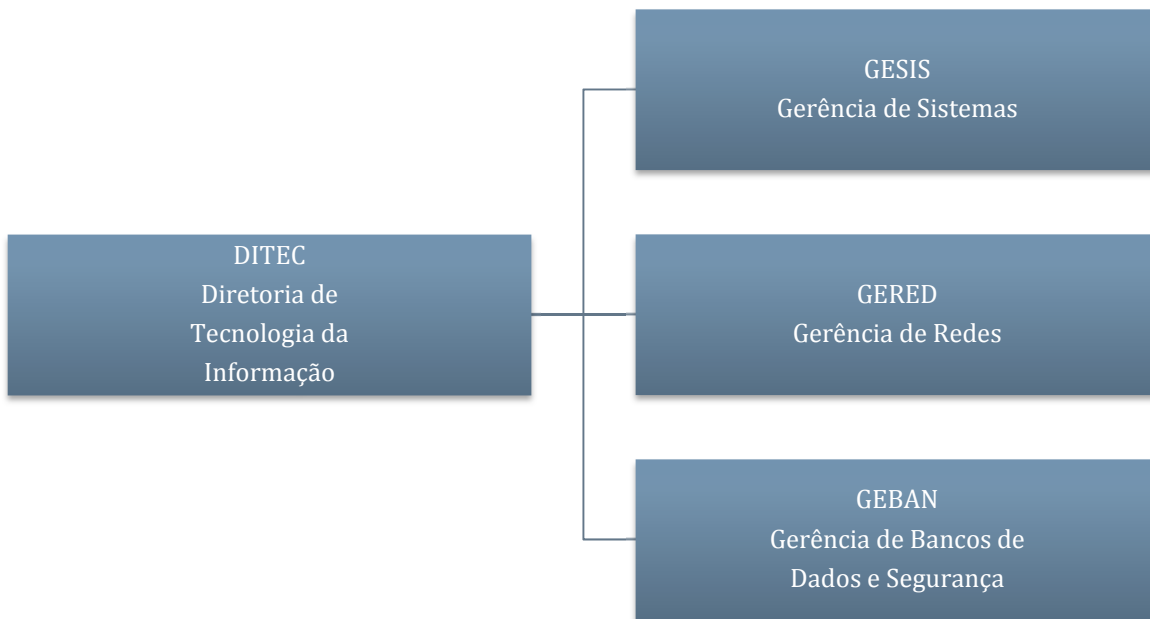 GESIS
Gerência de Sistemas
DITEC
Diretoria de
Tecnologia da
Informação
GERED
Gerência de Redes
GEBAN
Gerência de Bancos de
Dados e Segurança